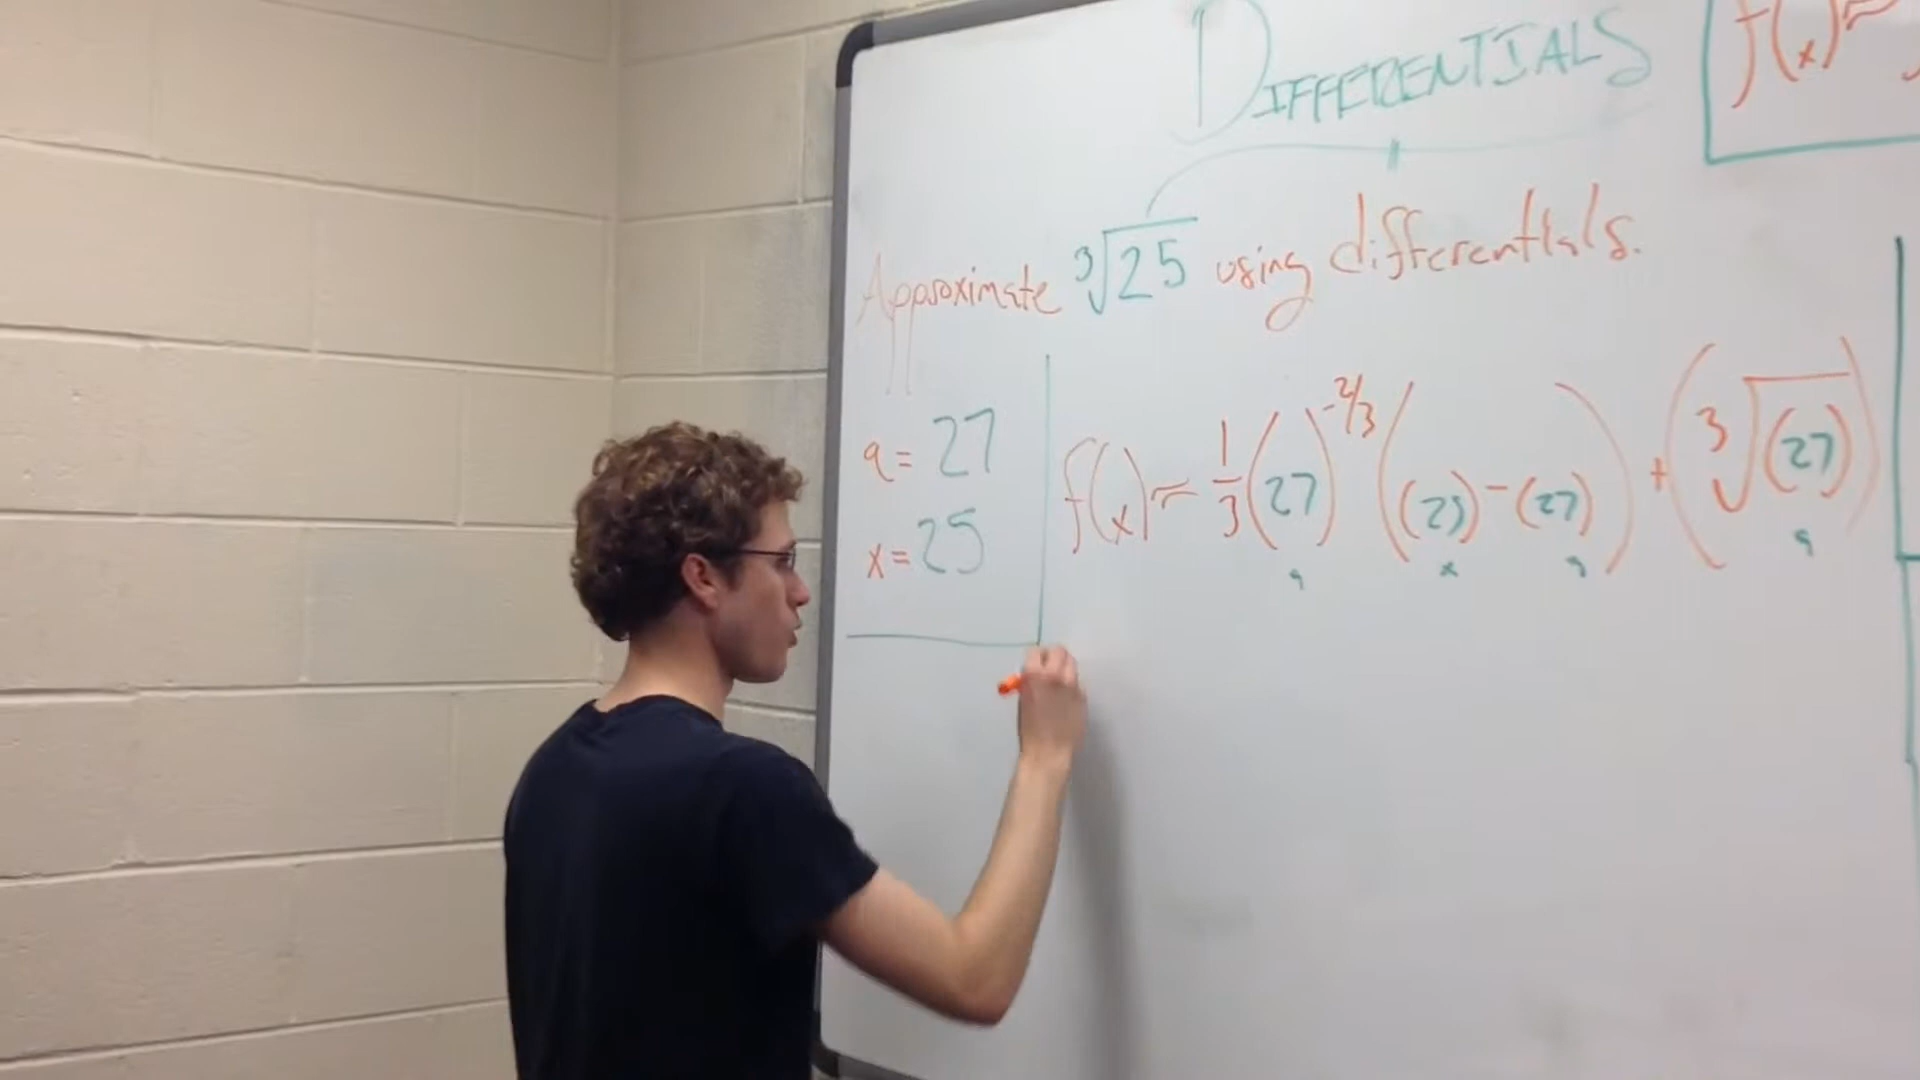 DIFFERENTIALS
f(x)≈
Approximate ∛25 using differentials.
a = 27
x = 25
f(x) ≈ 1/3 (27)^-2/3 ((25) - (27)) + (∛(27))
a x a a